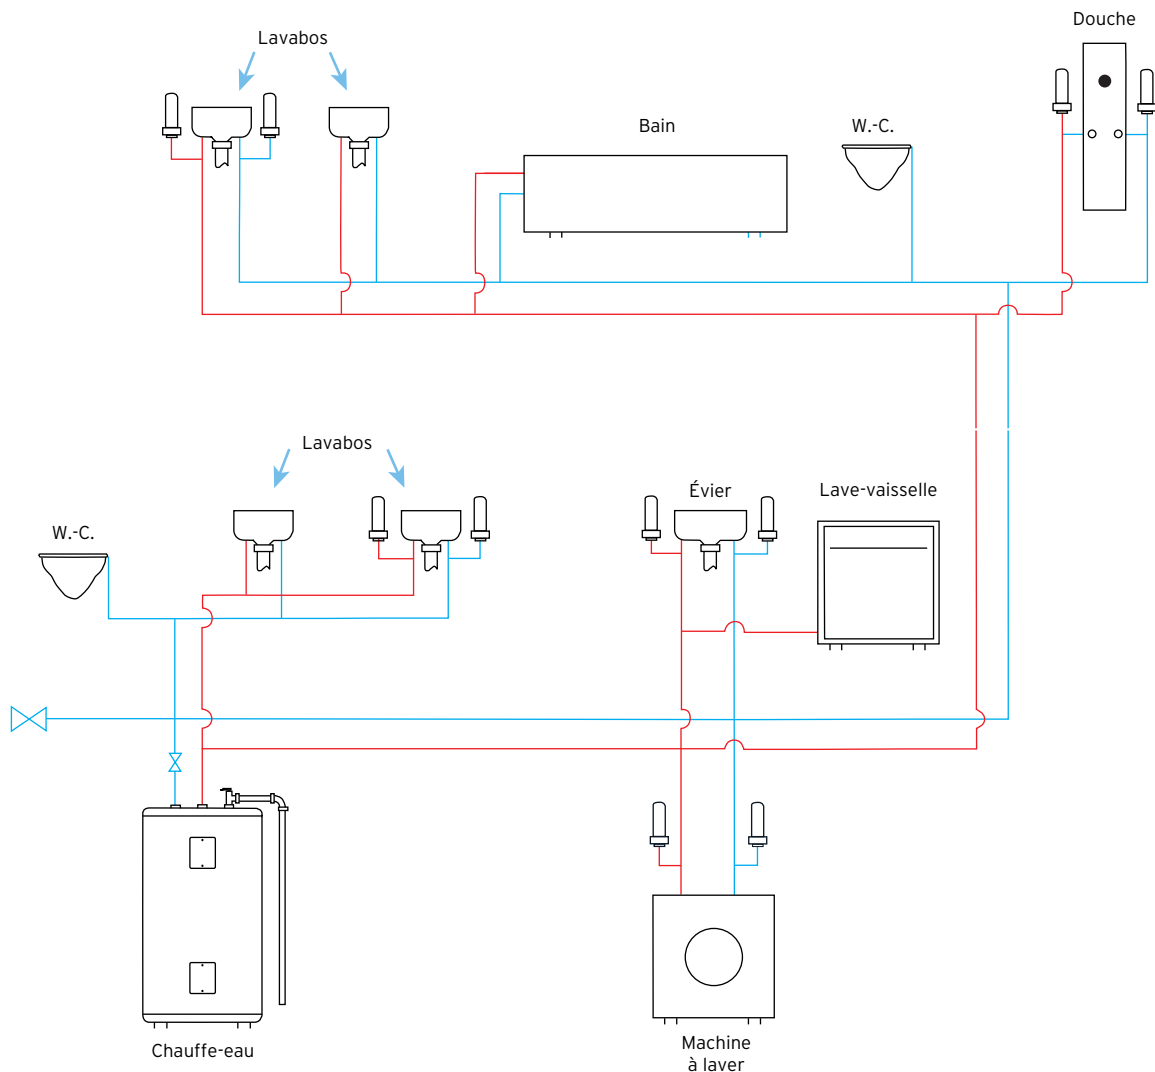 Douche
Lavabos
Bain
W.-C.
Lavabos
Évier
Lave-vaisselle
W.-C.
Chauffe-eau
Machine
à laver